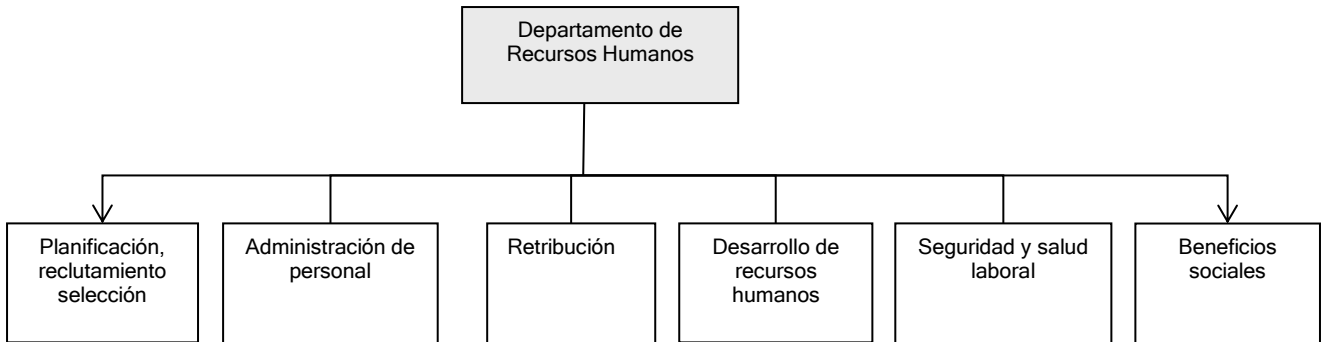 Departamento de
Recursos Humanos
Planificación,
reclutamiento
selección
Administración de
personal
Retribución
Desarrollo de
recursos
humanos
Seguridad y salud
laboral
Beneficios
sociales